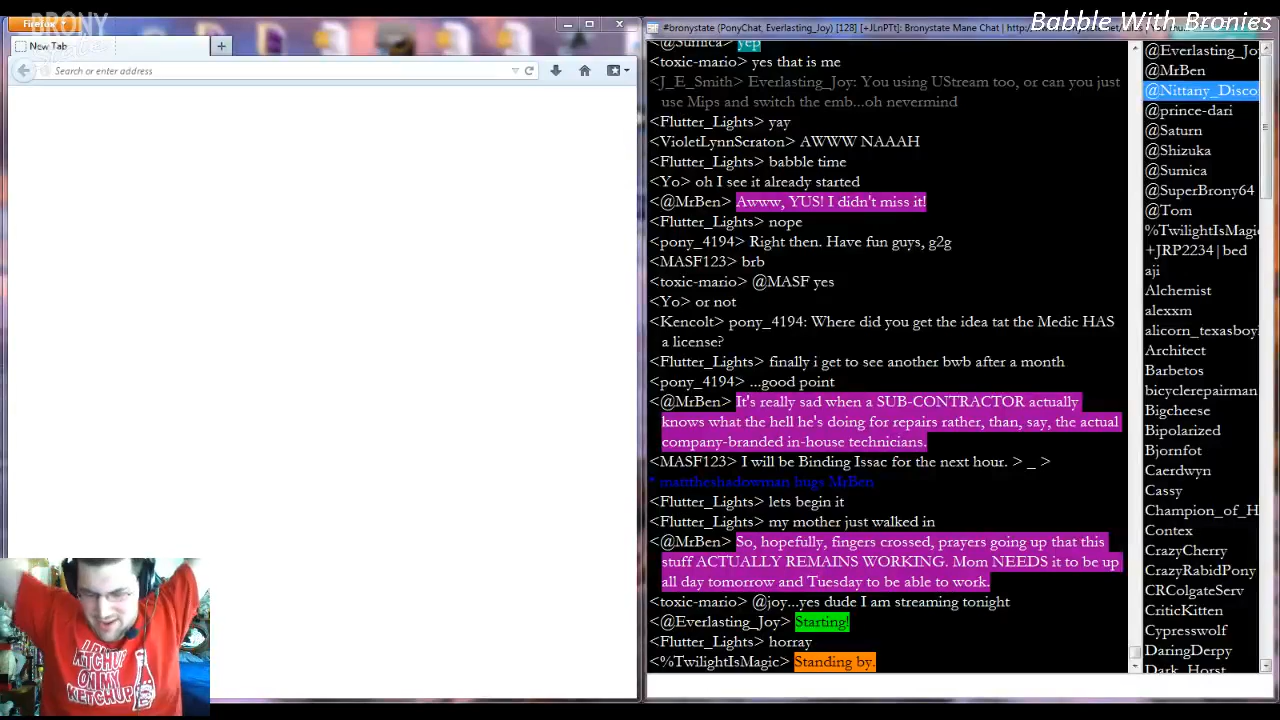 BRONY
Babble With Bronies
Firefox
#bronystate (PonyChat, Everlasting_Joy) [128] [+JLnPTt]: Bronystate Mane Chat | http://
New Tab
Search or enter address
<@Sumica> yep
<toxic-mario> yes that is me
<J_E_Smith> Everlasting_Joy: You using UStream too, or can you just
use Mips and switch the emb...oh nevermind
<Flutter_Lights> yay
<VioletLynnScraton> AWWW NAAAH
<Flutter_Lights> babble time
<Yo> oh I see it already started
<@MrBen> Awww, YUS! I didn't miss it!
<Flutter_Lights> nope
<pony_4194> Right then. Have fun guys, g2g
<MASF123> brb
<toxic-mario> @MASF yes
<Yo> or not
<Kencolt> pony_4194: Where did you get the idea tat the Medic HAS
a license?
<Flutter_Lights> finally i get to see another bwb after a month
<pony_4194> ...good point
<@MrBen> It's really sad when a SUB-CONTRACTOR actually
knows what the hell he's doing for repairs rather, than, say, the actual
company-branded in-house technicians.
<MASF123> I will be Binding Issac for the next hour. > _ >
* matttheshadowman hugs MrBen
<Flutter_Lights> lets begin it
<Flutter_Lights> my mother just walked in
<@MrBen> So, hopefully, fingers crossed, prayers going up that this
stuff ACTUALLY REMAINS WORKING. Mom NEEDS it to be up
all day tomorrow and Tuesday to be able to work.
<toxic-mario> @joy...yes dude I am streaming tonight
<@Everlasting_Joy> Starting!
<Flutter_Lights> horray
<%TwilightIsMagic> Standing by.
@Everlasting_Joy
@MrBen
@Nittany_Disco
@prince-dari
@Saturn
@Shizuka
@Sumica
@SuperBrony64
@Tom
%TwilightIsMagic
+JRP2234|bed
aji
Alchemist
alexxm
alicorn_texasboy
Architect
Barbetos
bicyclerepairman
Bigcheese
Bipolarized
Bjornfot
Caerdwyn
Cassy
Champion_of_H
Contex
CrazyCherry
CrazyRabidPony
CRColgateServ
CriticKitten
Cypresswolf
DaringDerpy
Dark_Horst
I PUT
KETCHUP
ON MY
KETCHUP